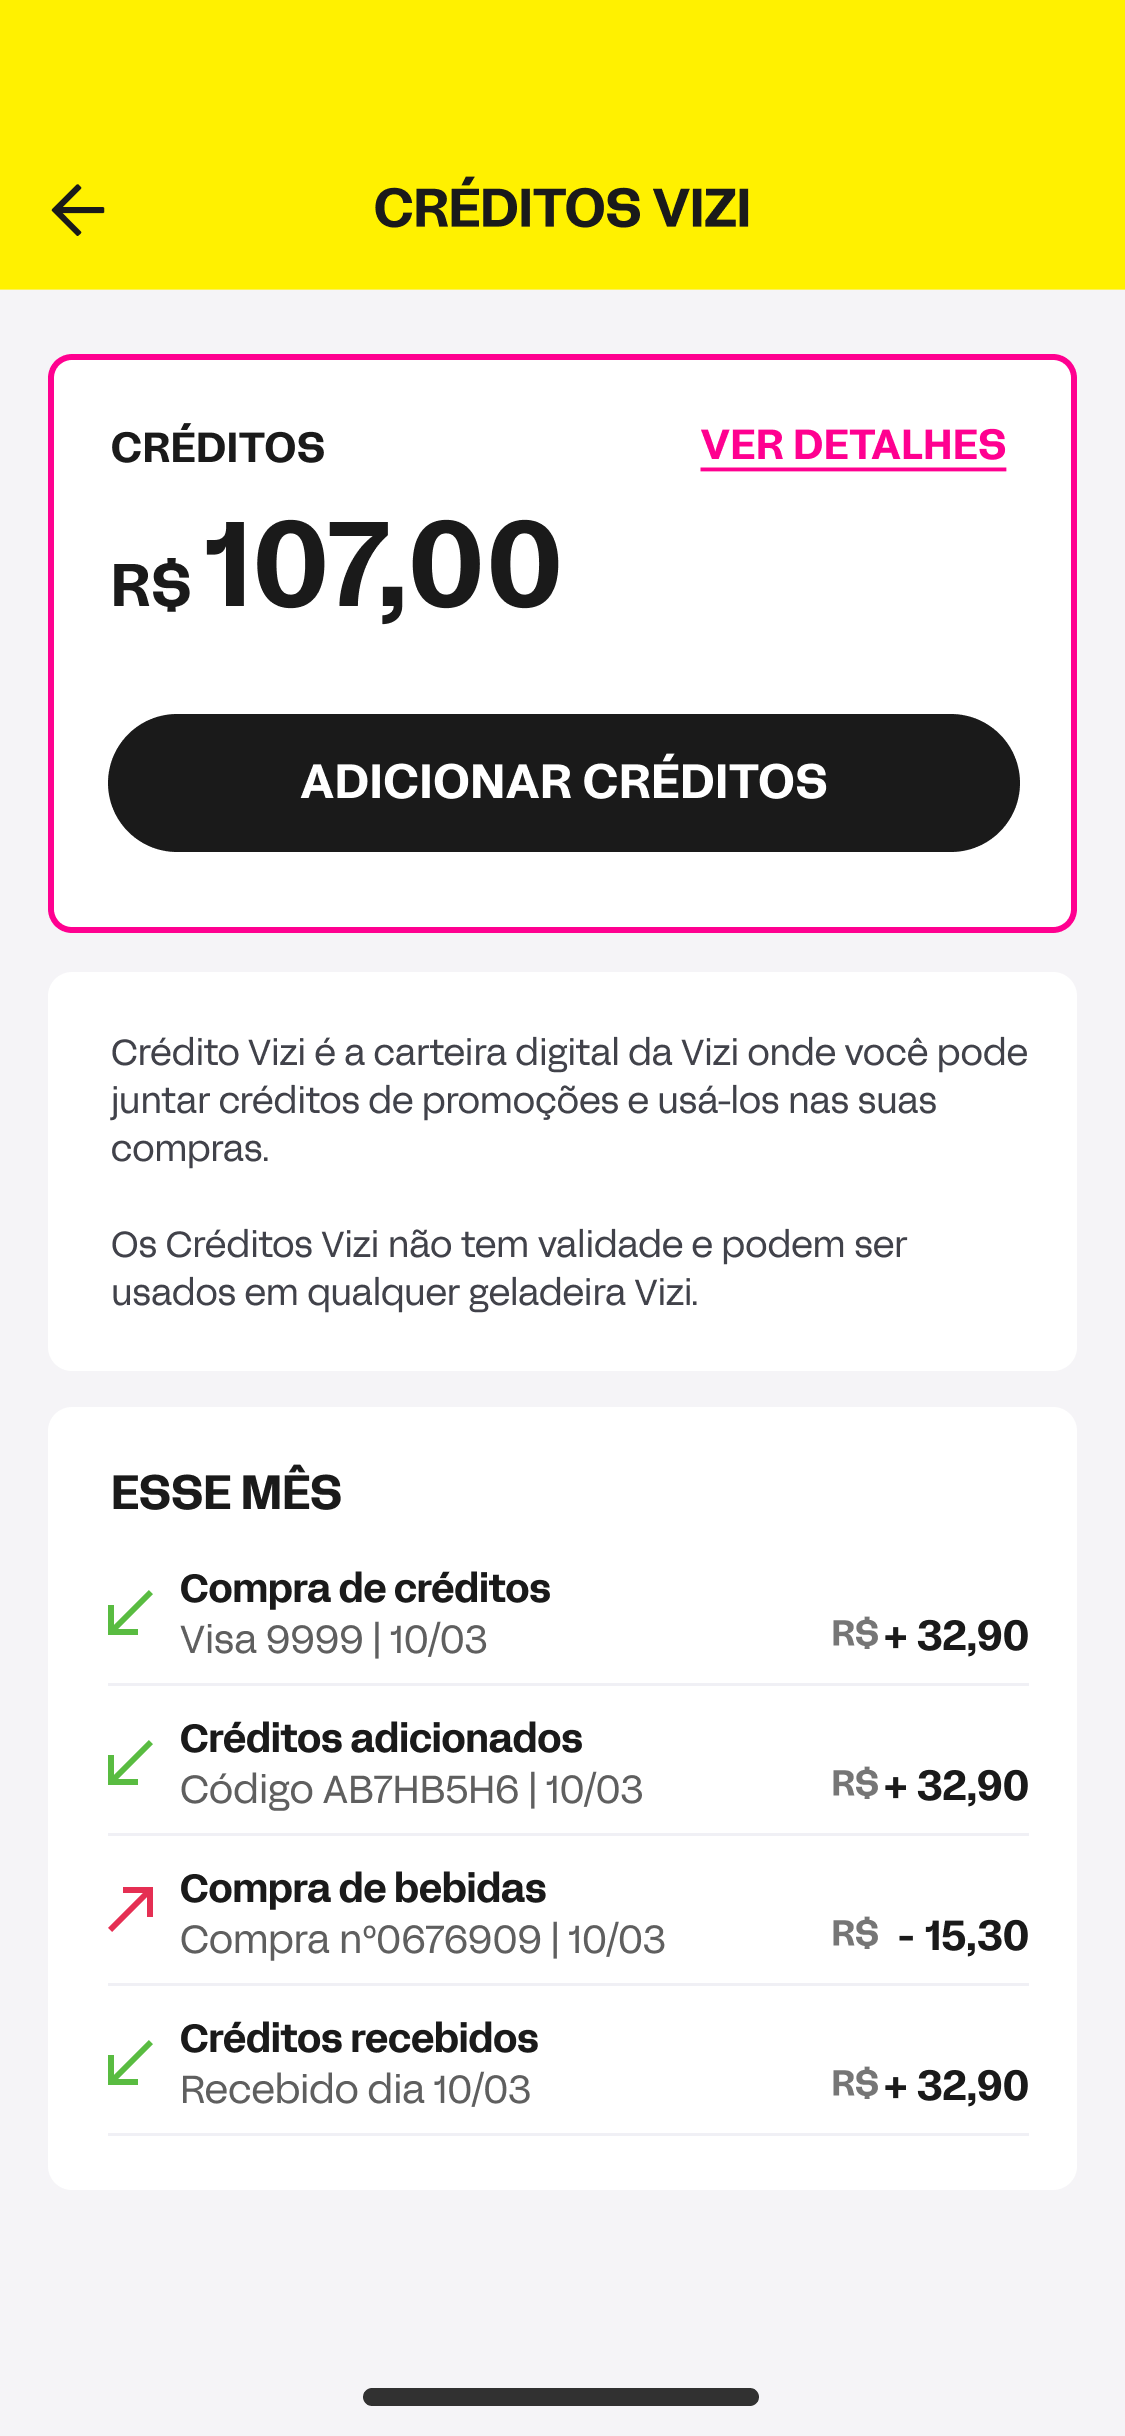 CRÉDITOS VIZI
CRÉDITOS
VER DETALHES
R$ 107,00
ADICIONAR CRÉDITOS
Crédito Vizi é a carteira digital da Vizi onde você pode
juntar créditos de promoções e usá-los nas suas
compras.
Os Créditos Vizi não tem validade e podem ser
usados em qualquer geladeira Vizi.
ESSE MÊS
Compra de créditos
Visa 9999 | 10/03
R$ + 32,90
Créditos adicionados
Código AB7HB5H6 | 10/03
R$ + 32,90
Compra de bebidas
Compra nº0676909 | 10/03
R$ - 15,30
Créditos recebidos
Recebido dia 10/03
R$ + 32,90